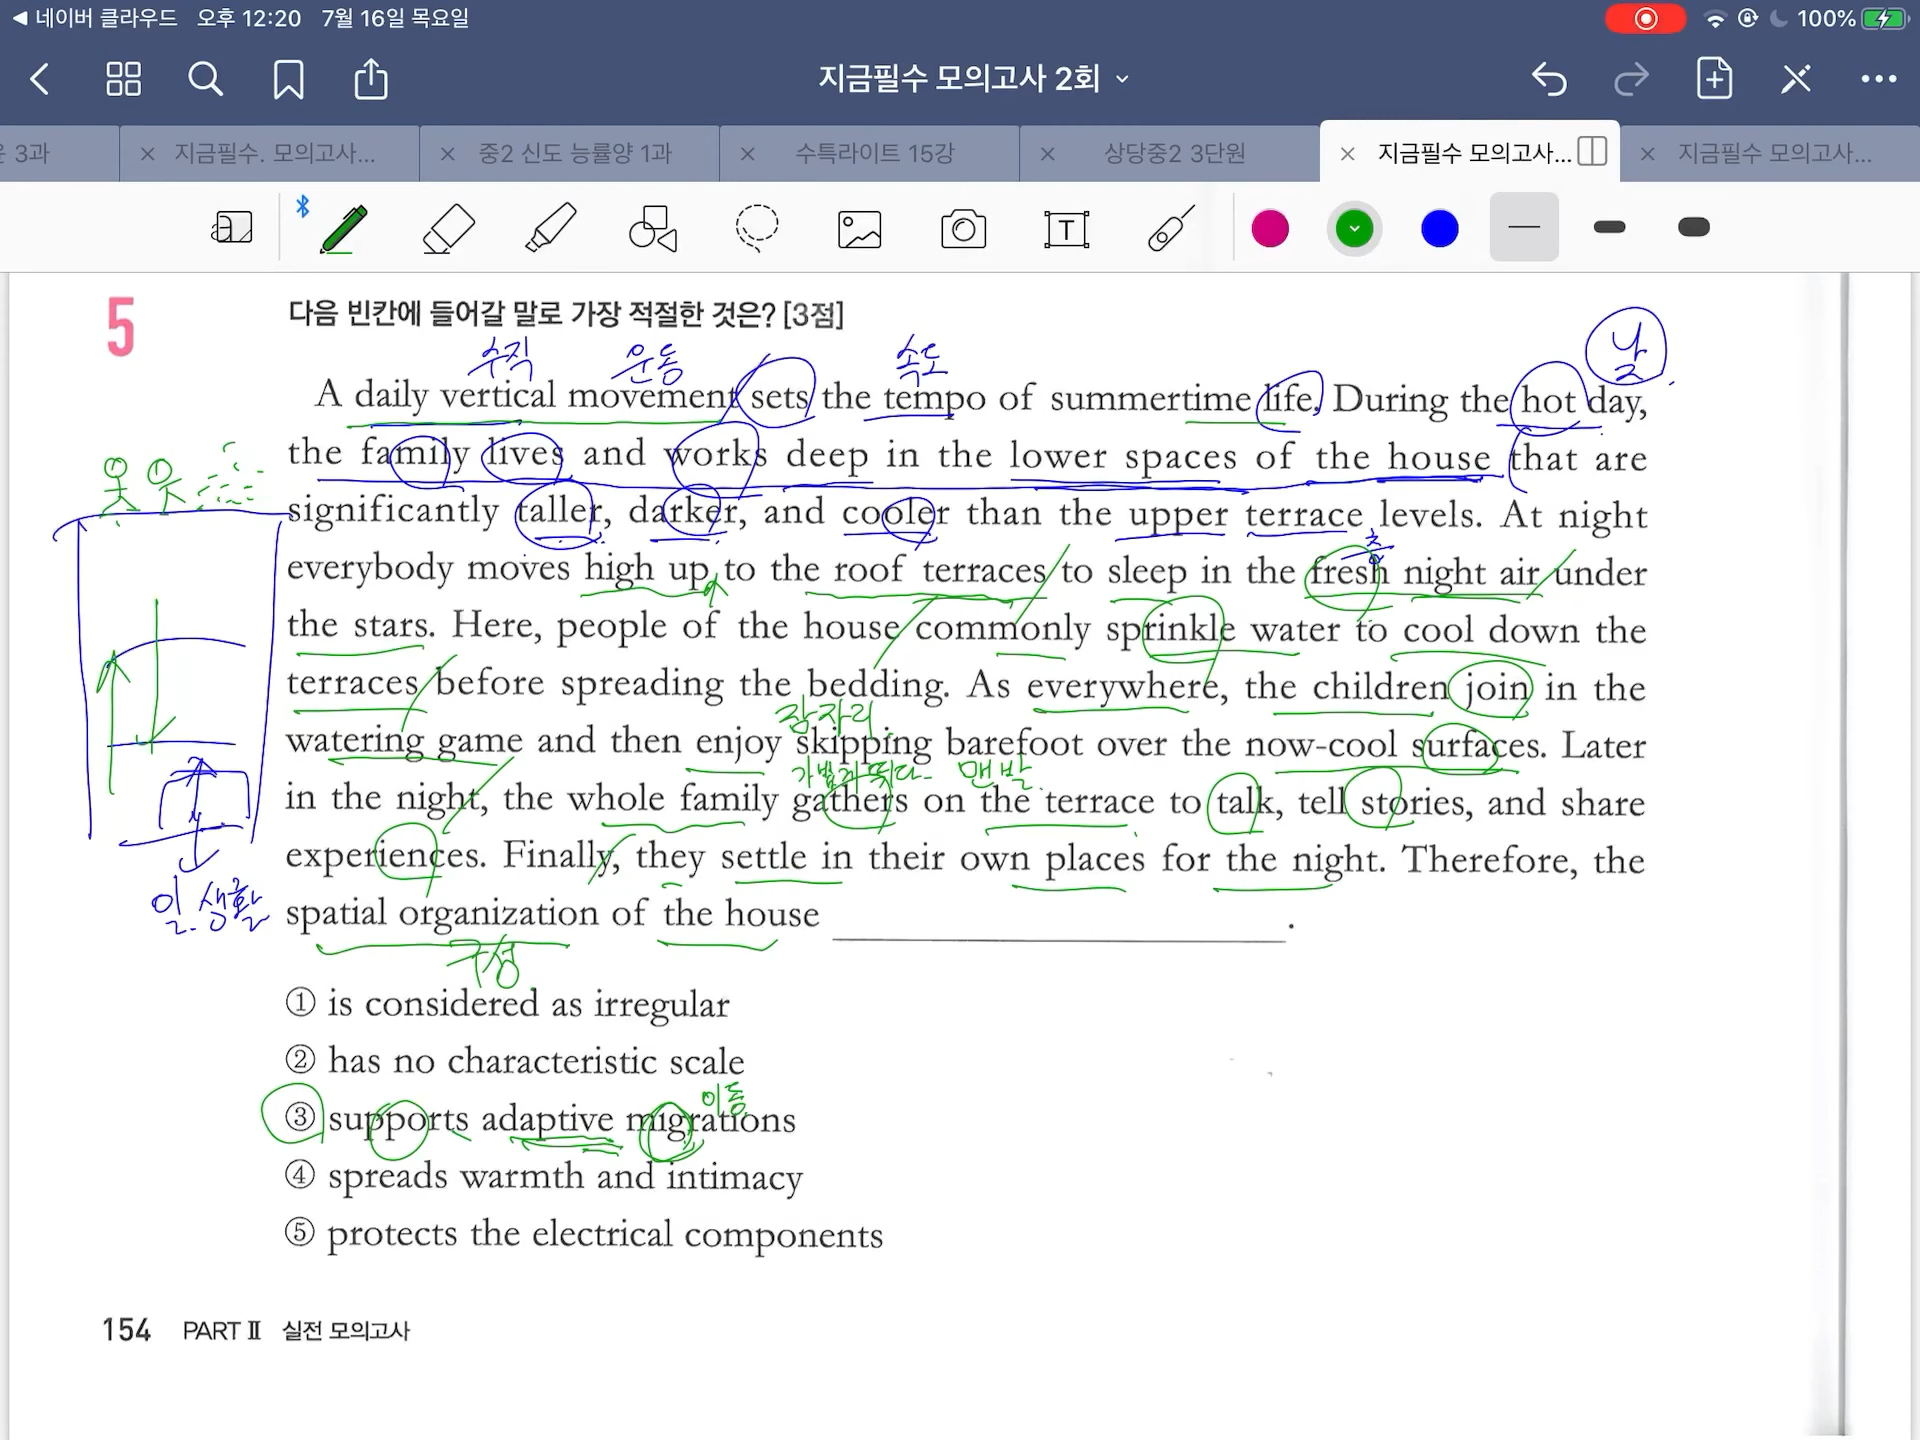 네이버 클라우드 오후 12:20 7월 16일 목요일 100%
지금필수 모의고사 2회
3과 지금필수. 모의고사... 중2 신도 능률양 1과 수특라이트 15강 상당중2 3단원 지금필수 모의고사... 지금필수 모의고사...
T
5 다음 빈칸에 들어갈 말로 가장 적절한 것은? [3점]
낮
수직 운동 속도
A daily vertical movement sets the tempo of summertime life. During the hot day,
the family lives and works deep in the lower spaces of the house that are
significantly taller, darker, and cooler than the upper terrace levels. At night
everybody moves high up to the roof terraces to sleep in the fresh night air under
the stars. Here, people of the house commonly sprinkle water to cool down the
terraces before spreading the bedding. As everywhere, the children join in the
잠자리
watering game and then enjoy skipping barefoot over the now-cool surfaces. Later
가볍게 뛰다 맨발
in the night, the whole family gathers on the terrace to talk, tell stories, and share
experiences. Finally, they settle in their own places for the night. Therefore, the
일.생활
spatial organization of the house .
구성
① is considered as irregular
② has no characteristic scale
이동
③ supports adaptive migrations
④ spreads warmth and intimacy
⑤ protects the electrical components
154 PART Ⅱ 실전 모의고사